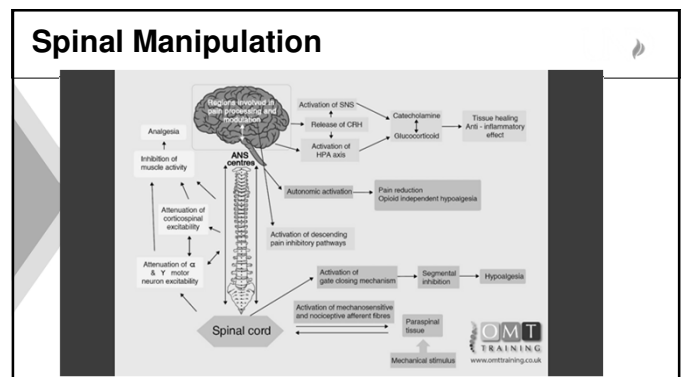 Spinal Manipulation
Regions involved in
pain processing and
modulation
Activation of SNS
Release of CRH
Activation of
HPA axis
Catecholamine
Glucocorticoid
Tissue healing
Anti - inflammatory
effect
Analgesia
Inhibition of
muscle activity
ANS
centres
Autonomic activation
Pain reduction
Opioid independent hypoalgesia
Attenuation of
corticospinal
excitability
Activation of descending
pain inhibitory pathways
Attenuation of α
& Y motor
neuron excitability
Activation of
gate closing mechanism
Segmental
inhibition
Hypoalgesia
Activation of mechanosensitive
and nociceptive afferent fibres
Spinal cord
Paraspinal
tissue
Mechanical stimulus
OMT
TRAINING
www.omttraining.co.uk